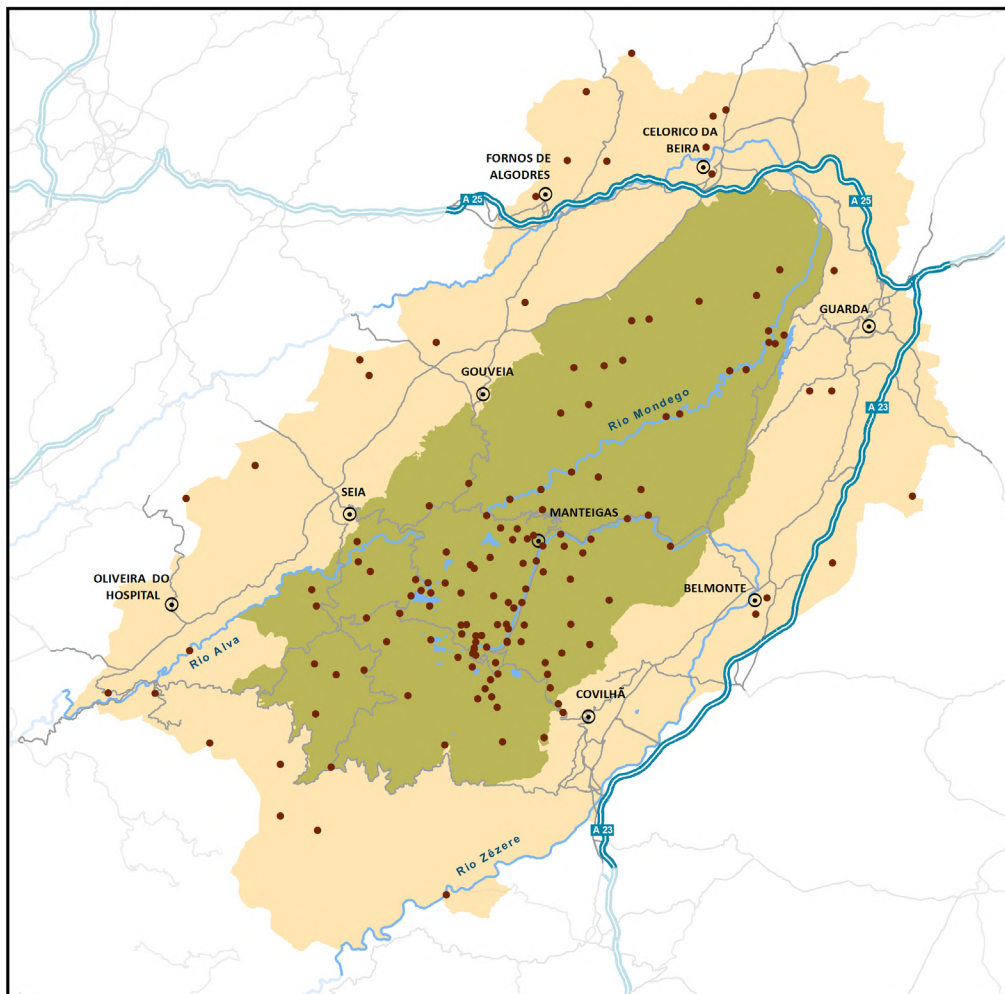 CELORICO DA
BEIRA
FORNOS DE
ALGODRES
A 25
A 25
GUARDA
GOUVEIA
A 23
Rio Mondego
SEIA
MANTEIGAS
OLIVEIRA DO
HOSPITAL
BELMONTE
Rio Alva
COVILHÃ
A 23
Rio Zêzere